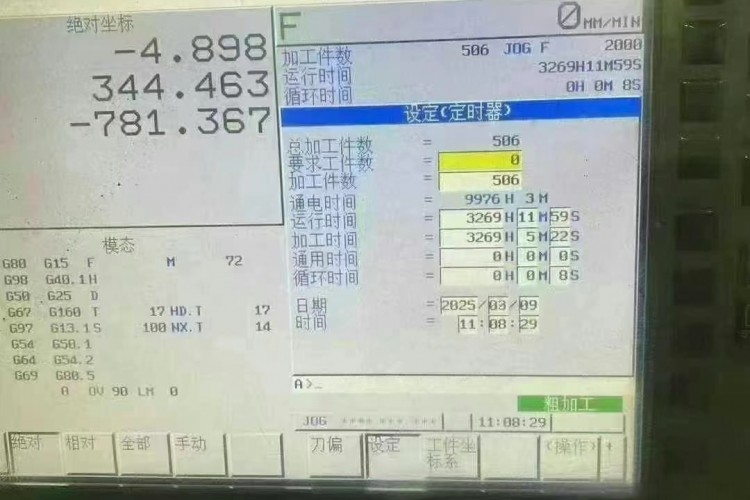 绝对坐标
-4.898
344.463
-781.367
F 0 MM/MIN
加工件数 506 JOG F 2000
运行时间 3269H11M59S
循环时间 0H 0M 8S
设定(定时器)
总加工件数 = 506
要求工件数 = 0
加工件数 = 506
通电时间 = 9976 H 3 M
运行时间 = 3269 H 11 M 59 S
加工时间 = 3269 H 5 M 22 S
通用时间 = 0 H 0 M 0 S
循环时间 = 0 H 0 M 8 S
日期 = 2025/03/09
时间 = 11:08:29
模态
G80 G15 F M 72
G98 G40.1 H
G50 G25 D
G67 G160 T 17 HD.T 17
G97 G13.1 S 100 NX.T 14
G54 G50.1
G64 G54.2
G69 G80.5
0 OV 90 LM 0
A>_
粗加工
JOG **** *** *** 11:08:29
绝对 相对 全部 手动 刀偏 设定 工件坐标系 (操作) +